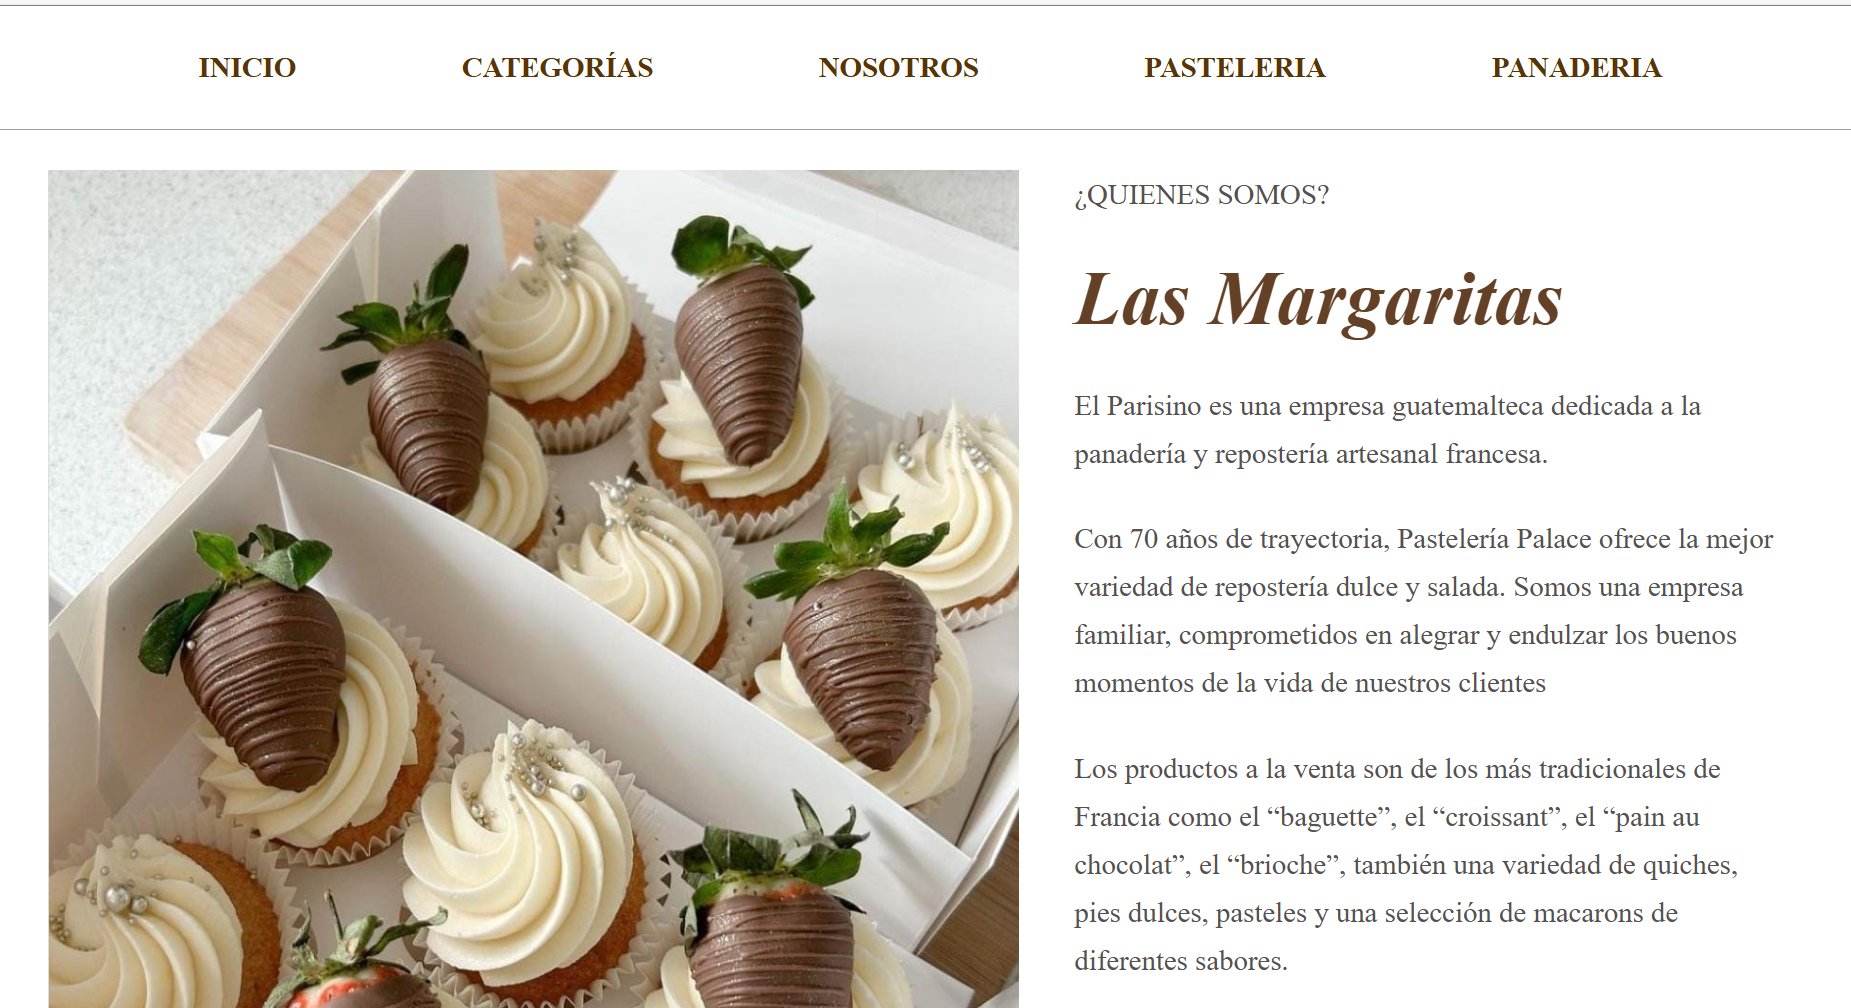 INICIO CATEGORÍAS NOSOTROS PASTELERIA PANADERIA
¿QUIENES SOMOS?
Las Margaritas
El Parisino es una empresa guatemalteca dedicada a la
panadería y repostería artesanal francesa.
Con 70 años de trayectoria, Pastelería Palace ofrece la mejor
variedad de repostería dulce y salada. Somos una empresa
familiar, comprometidos en alegrar y endulzar los buenos
momentos de la vida de nuestros clientes
Los productos a la venta son de los más tradicionales de
Francia como el “baguette”, el “croissant”, el “pain au
chocolat”, el “brioche”, también una variedad de quiches,
pies dulces, pasteles y una selección de macarons de
diferentes sabores.